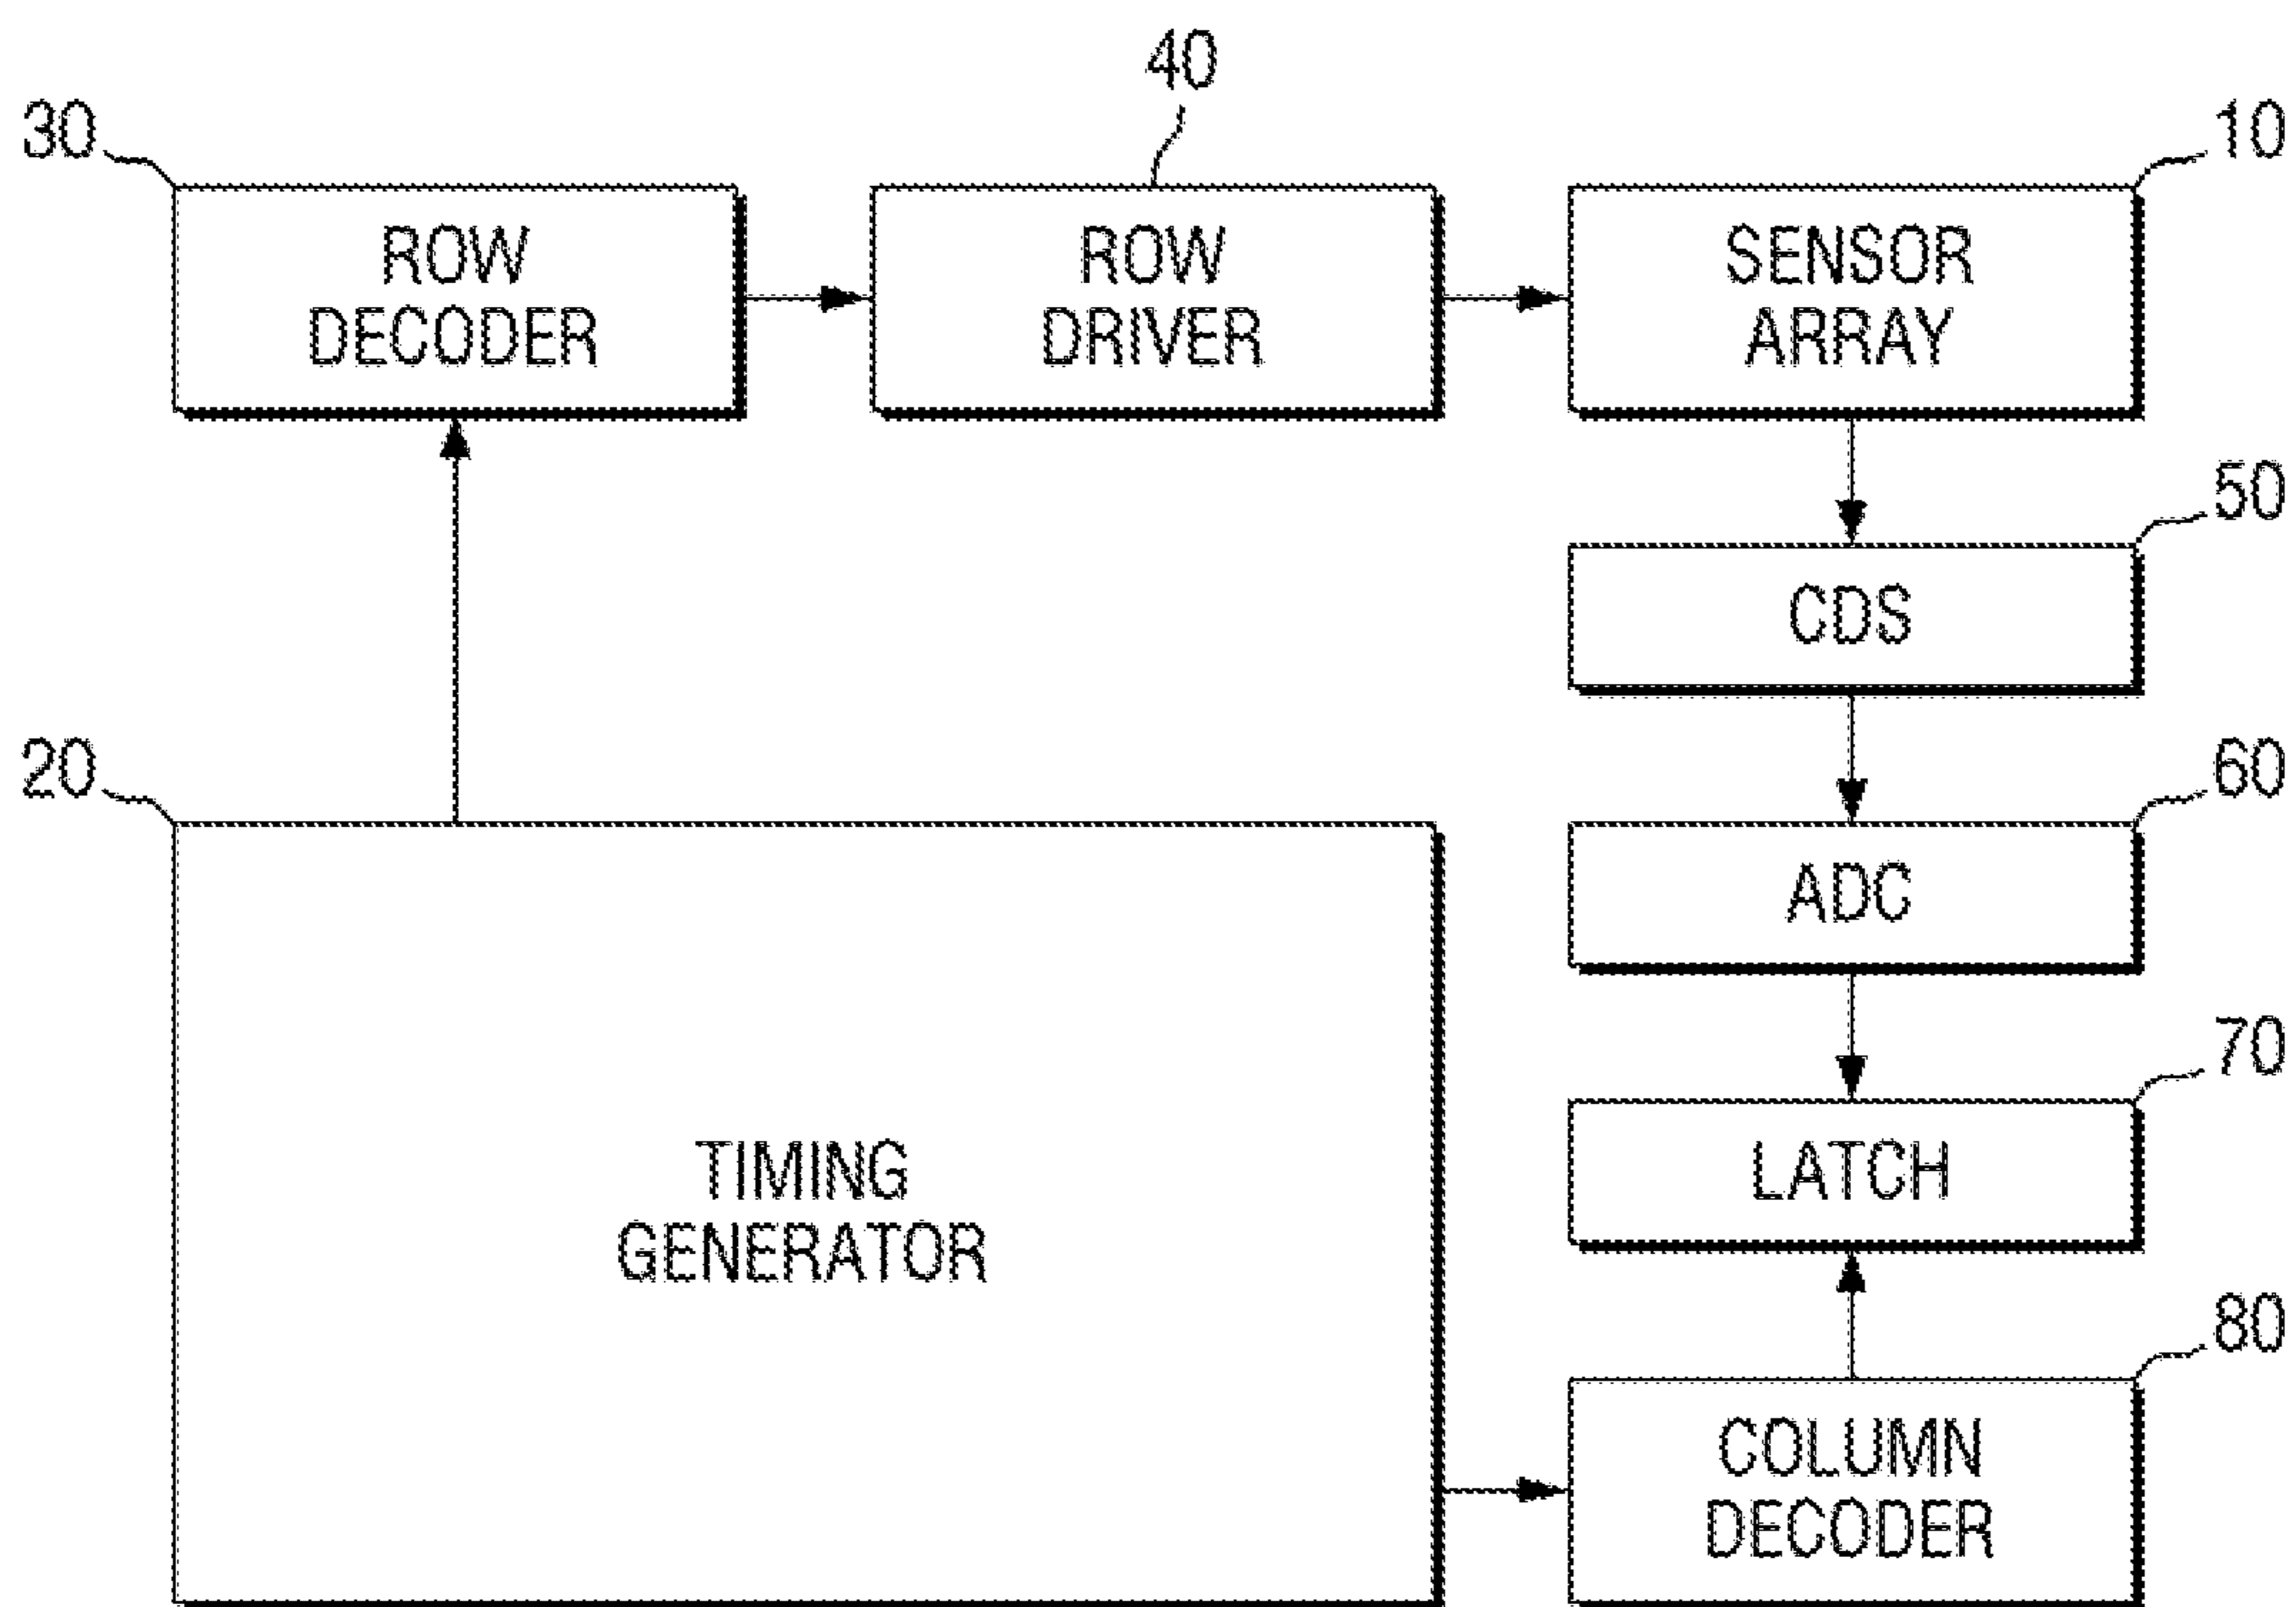 40
30
10
ROW
DECODER
ROW
DRIVER
SENSOR
ARRAY
50
CDS
20
60
ADC
70
TIMING
GENERATOR
LATCH
80
COLUMN
DECODER